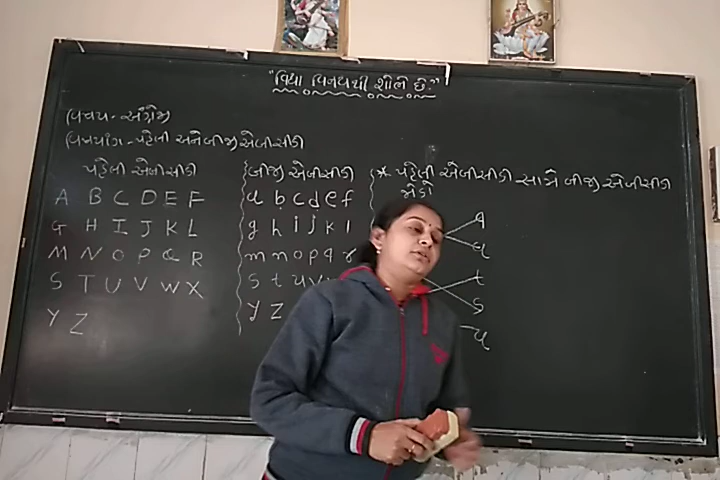 "વિદ્યા વિનયથી શોભે છે."
વિષય - અંગ્રેજી
વિષયાંગ - પહેલી અને બીજી એબીસીડી
પહેલી એબીસીડી
A B C D E F
G H I J K L
M N O P Q R
S T U V W X
Y Z
બીજી એબીસીડી
a b c d e f
g h i j k l
m n o p q r
s t u v
y z
* પહેલી એબીસીડી સામે બીજી એબીસીડી
જોડો
t
s